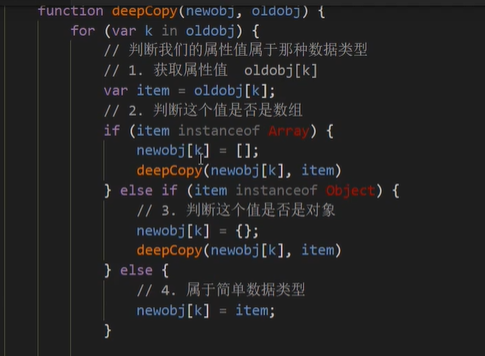 function deepCopy(newobj, oldobj) {
for (var k in oldobj) {
// 判断我们的属性值属于那种数据类型
// 1. 获取属性值  oldobj[k]
var item = oldobj[k];
// 2. 判断这个值是否是数组
if (item instanceof Array) {
newobj[k] = [];
deepCopy(newobj[k], item)
} else if (item instanceof Object) {
// 3. 判断这个值是否是对象
newobj[k] = {};
deepCopy(newobj[k], item)
} else {
// 4. 属于简单数据类型
newobj[k] = item;
}